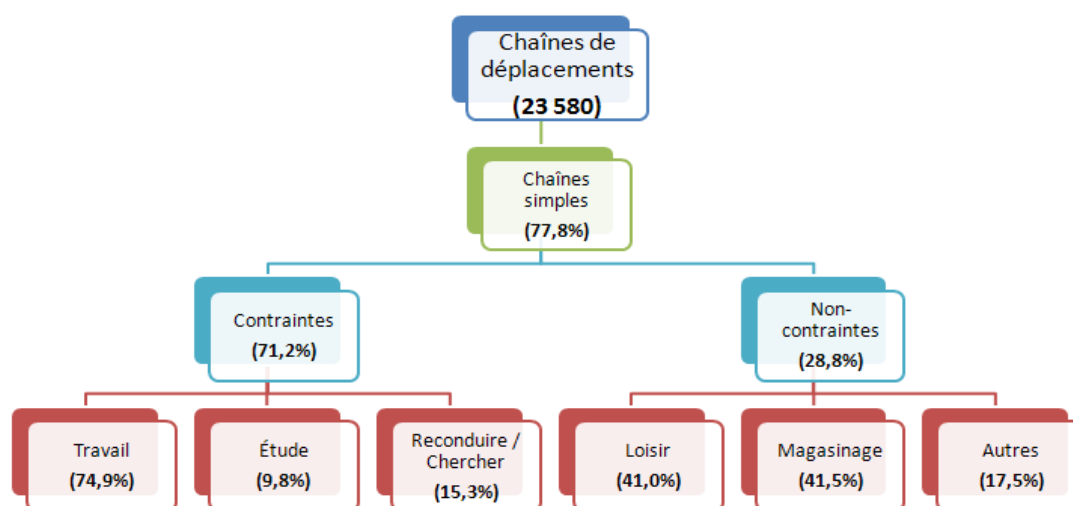 Chaînes de
déplacements
(23 580)
Chaînes
simples
(77,8%)
Contraintes
(71,2%)
Non-
contraintes
(28,8%)
Travail
(74,9%)
Étude
(9,8%)
Reconduire /
Chercher
(15,3%)
Loisir
(41,0%)
Magasinage
(41,5%)
Autres
(17,5%)